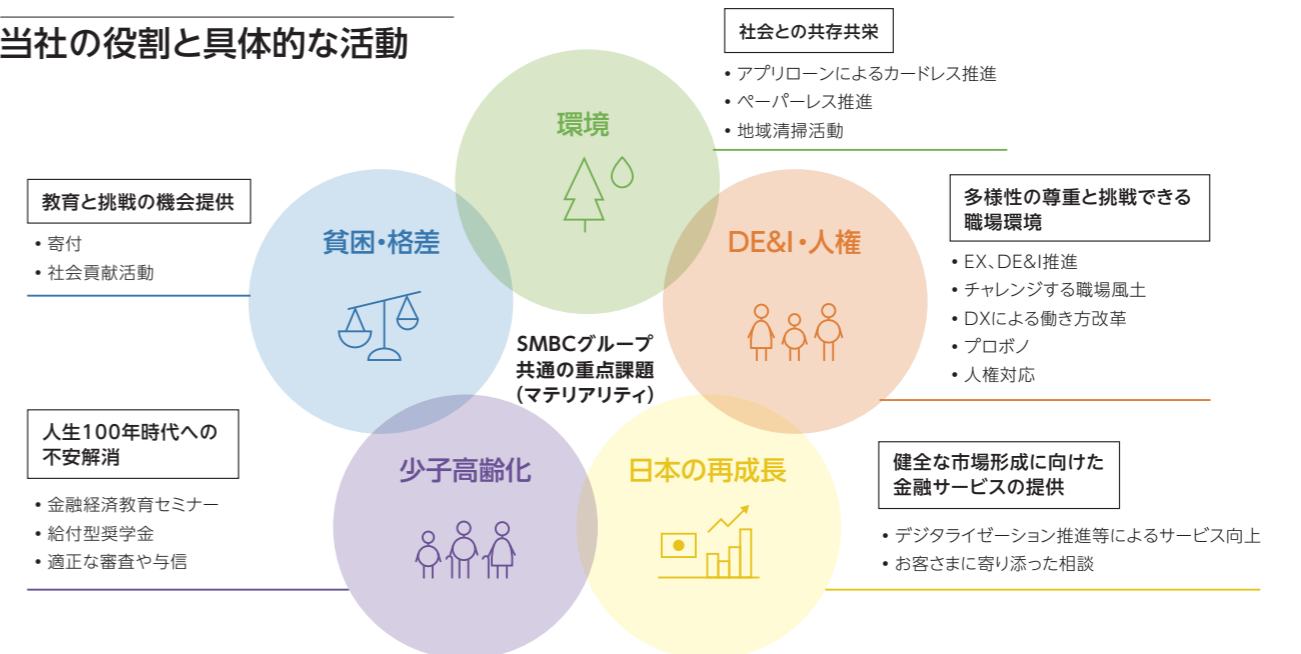 当社の役割と具体的な活動
環境
社会との共存共栄
• アプリローンによるカードレス推進
• ペーパーレス推進
• 地域清掃活動
貧困・格差
教育と挑戦の機会提供
• 寄付
• 社会貢献活動
DE&I・人権
多様性の尊重と挑戦できる
職場環境
• EX、DE&I推進
• チャレンジする職場風土
• DXによる働き方改革
• プロボノ
• 人権対応
SMBCグループ
共通の重点課題
(マテリアリティ)
少子高齢化
人生100年時代への
不安解消
• 金融経済教育セミナー
• 給付型奨学金
• 適正な審査や与信
日本の再成長
健全な市場形成に向けた
金融サービスの提供
• デジタライゼーション推進等によるサービス向上
• お客さまに寄り添った相談